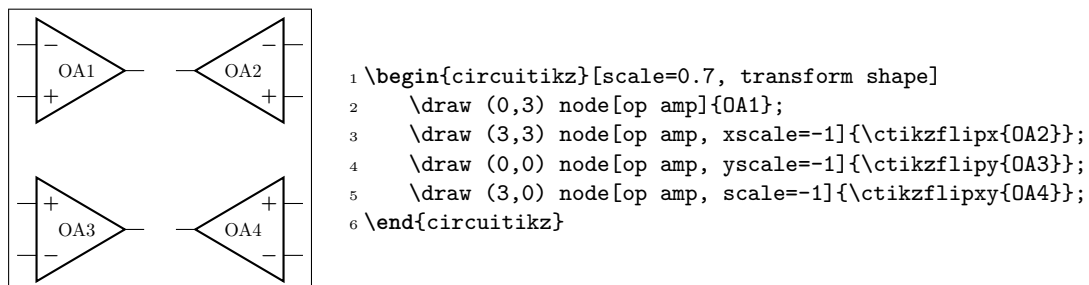 − −
OA1 OA2
+ +
+ +
OA3 OA4
− −
1 \begin{circuitikz}[scale=0.7, transform shape]
2 \draw (0,3) node[op amp]{OA1};
3 \draw (3,3) node[op amp, xscale=-1]{\ctikzflipx{OA2}};
4 \draw (0,0) node[op amp, yscale=-1]{\ctikzflipy{OA3}};
5 \draw (3,0) node[op amp, scale=-1]{\ctikzflipxy{OA4}};
6 \end{circuitikz}